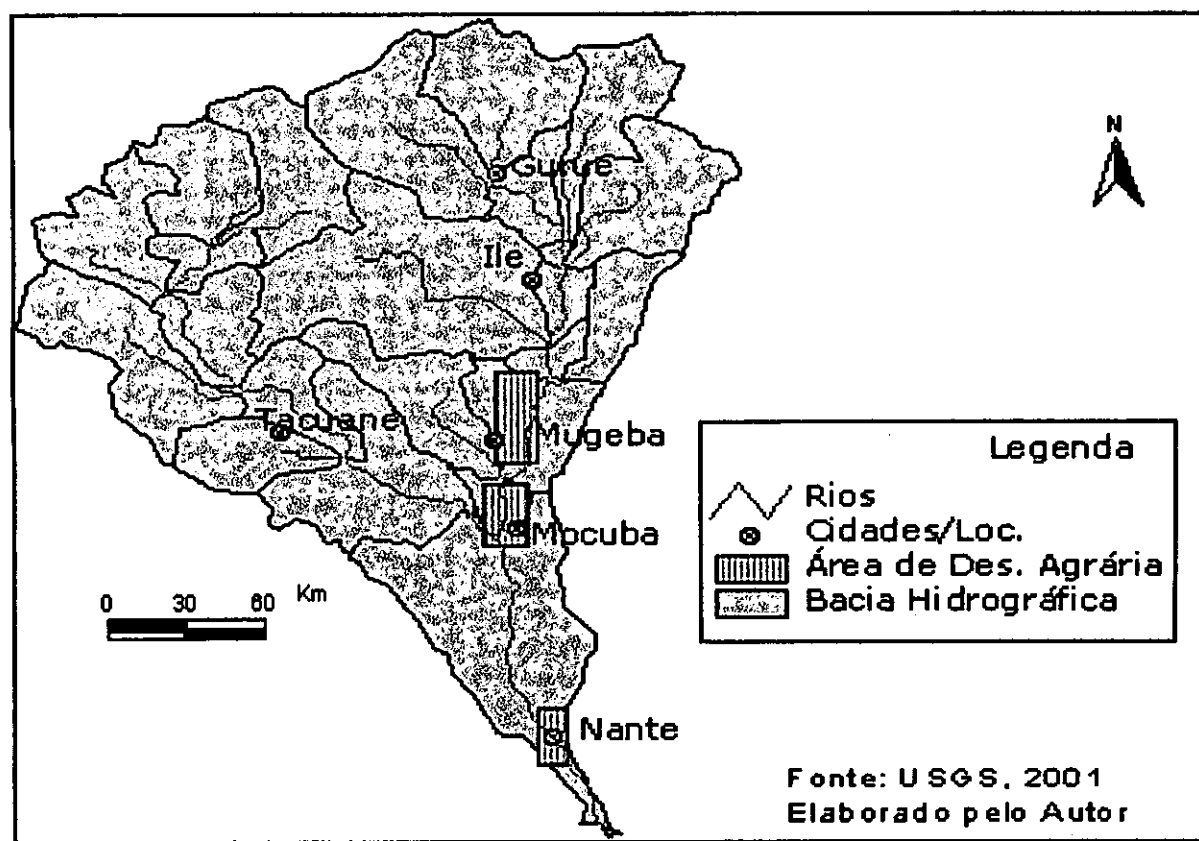 N
Gurue
Ile
Tacuane
Mugeba
Mocuba
Nante
0 30 60 Km
Legenda
Rios
Cidades/Loc.
Área de Des. Agrária
Bacia Hidrográfica
Fonte: USGS, 2001
Elaborado pelo Autor